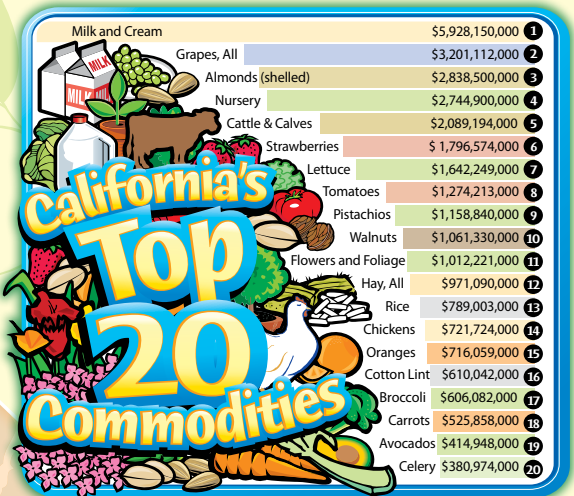 Milk and Cream $5,928,150,000 1
Grapes, All $3,201,112,000 2
Almonds (shelled) $2,838,500,000 3
Nursery $2,744,900,000 4
Cattle & Calves $2,089,194,000 5
Strawberries $ 1,796,574,000 6
Lettuce $1,642,249,000 7
Tomatoes $1,274,213,000 8
Pistachios $1,158,840,000 9
Walnuts $1,061,330,000 10
Flowers and Foliage $1,012,221,000 11
Hay, All $971,090,000 12
Rice $789,003,000 13
Chickens $721,724,000 14
Oranges $716,059,000 15
Cotton Lint $610,042,000 16
Broccoli $606,082,000 17
Carrots $525,858,000 18
Avocados $414,948,000 19
Celery $380,974,000 20
MILK
MILK
California's
Top
20
Commodities